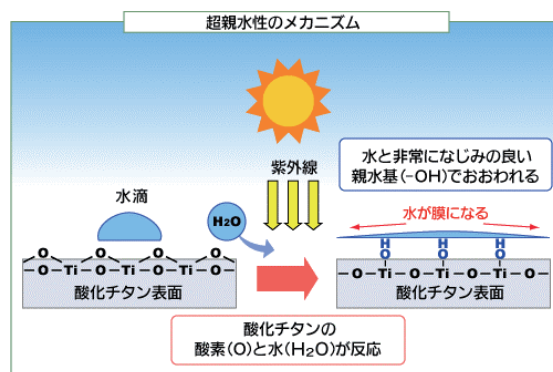 超親水性のメカニズム
紫外線
水と非常になじみの良い
親水基(-OH)でおおわれる
水滴
H₂O
水が膜になる
H H H
O O O O O O O
-O-Ti-O-Ti-O-Ti-O- -O-Ti-O-Ti-O-Ti-O-
酸化チタン表面
酸化チタン表面
酸化チタンの
酸素(O)と水(H₂O)が反応